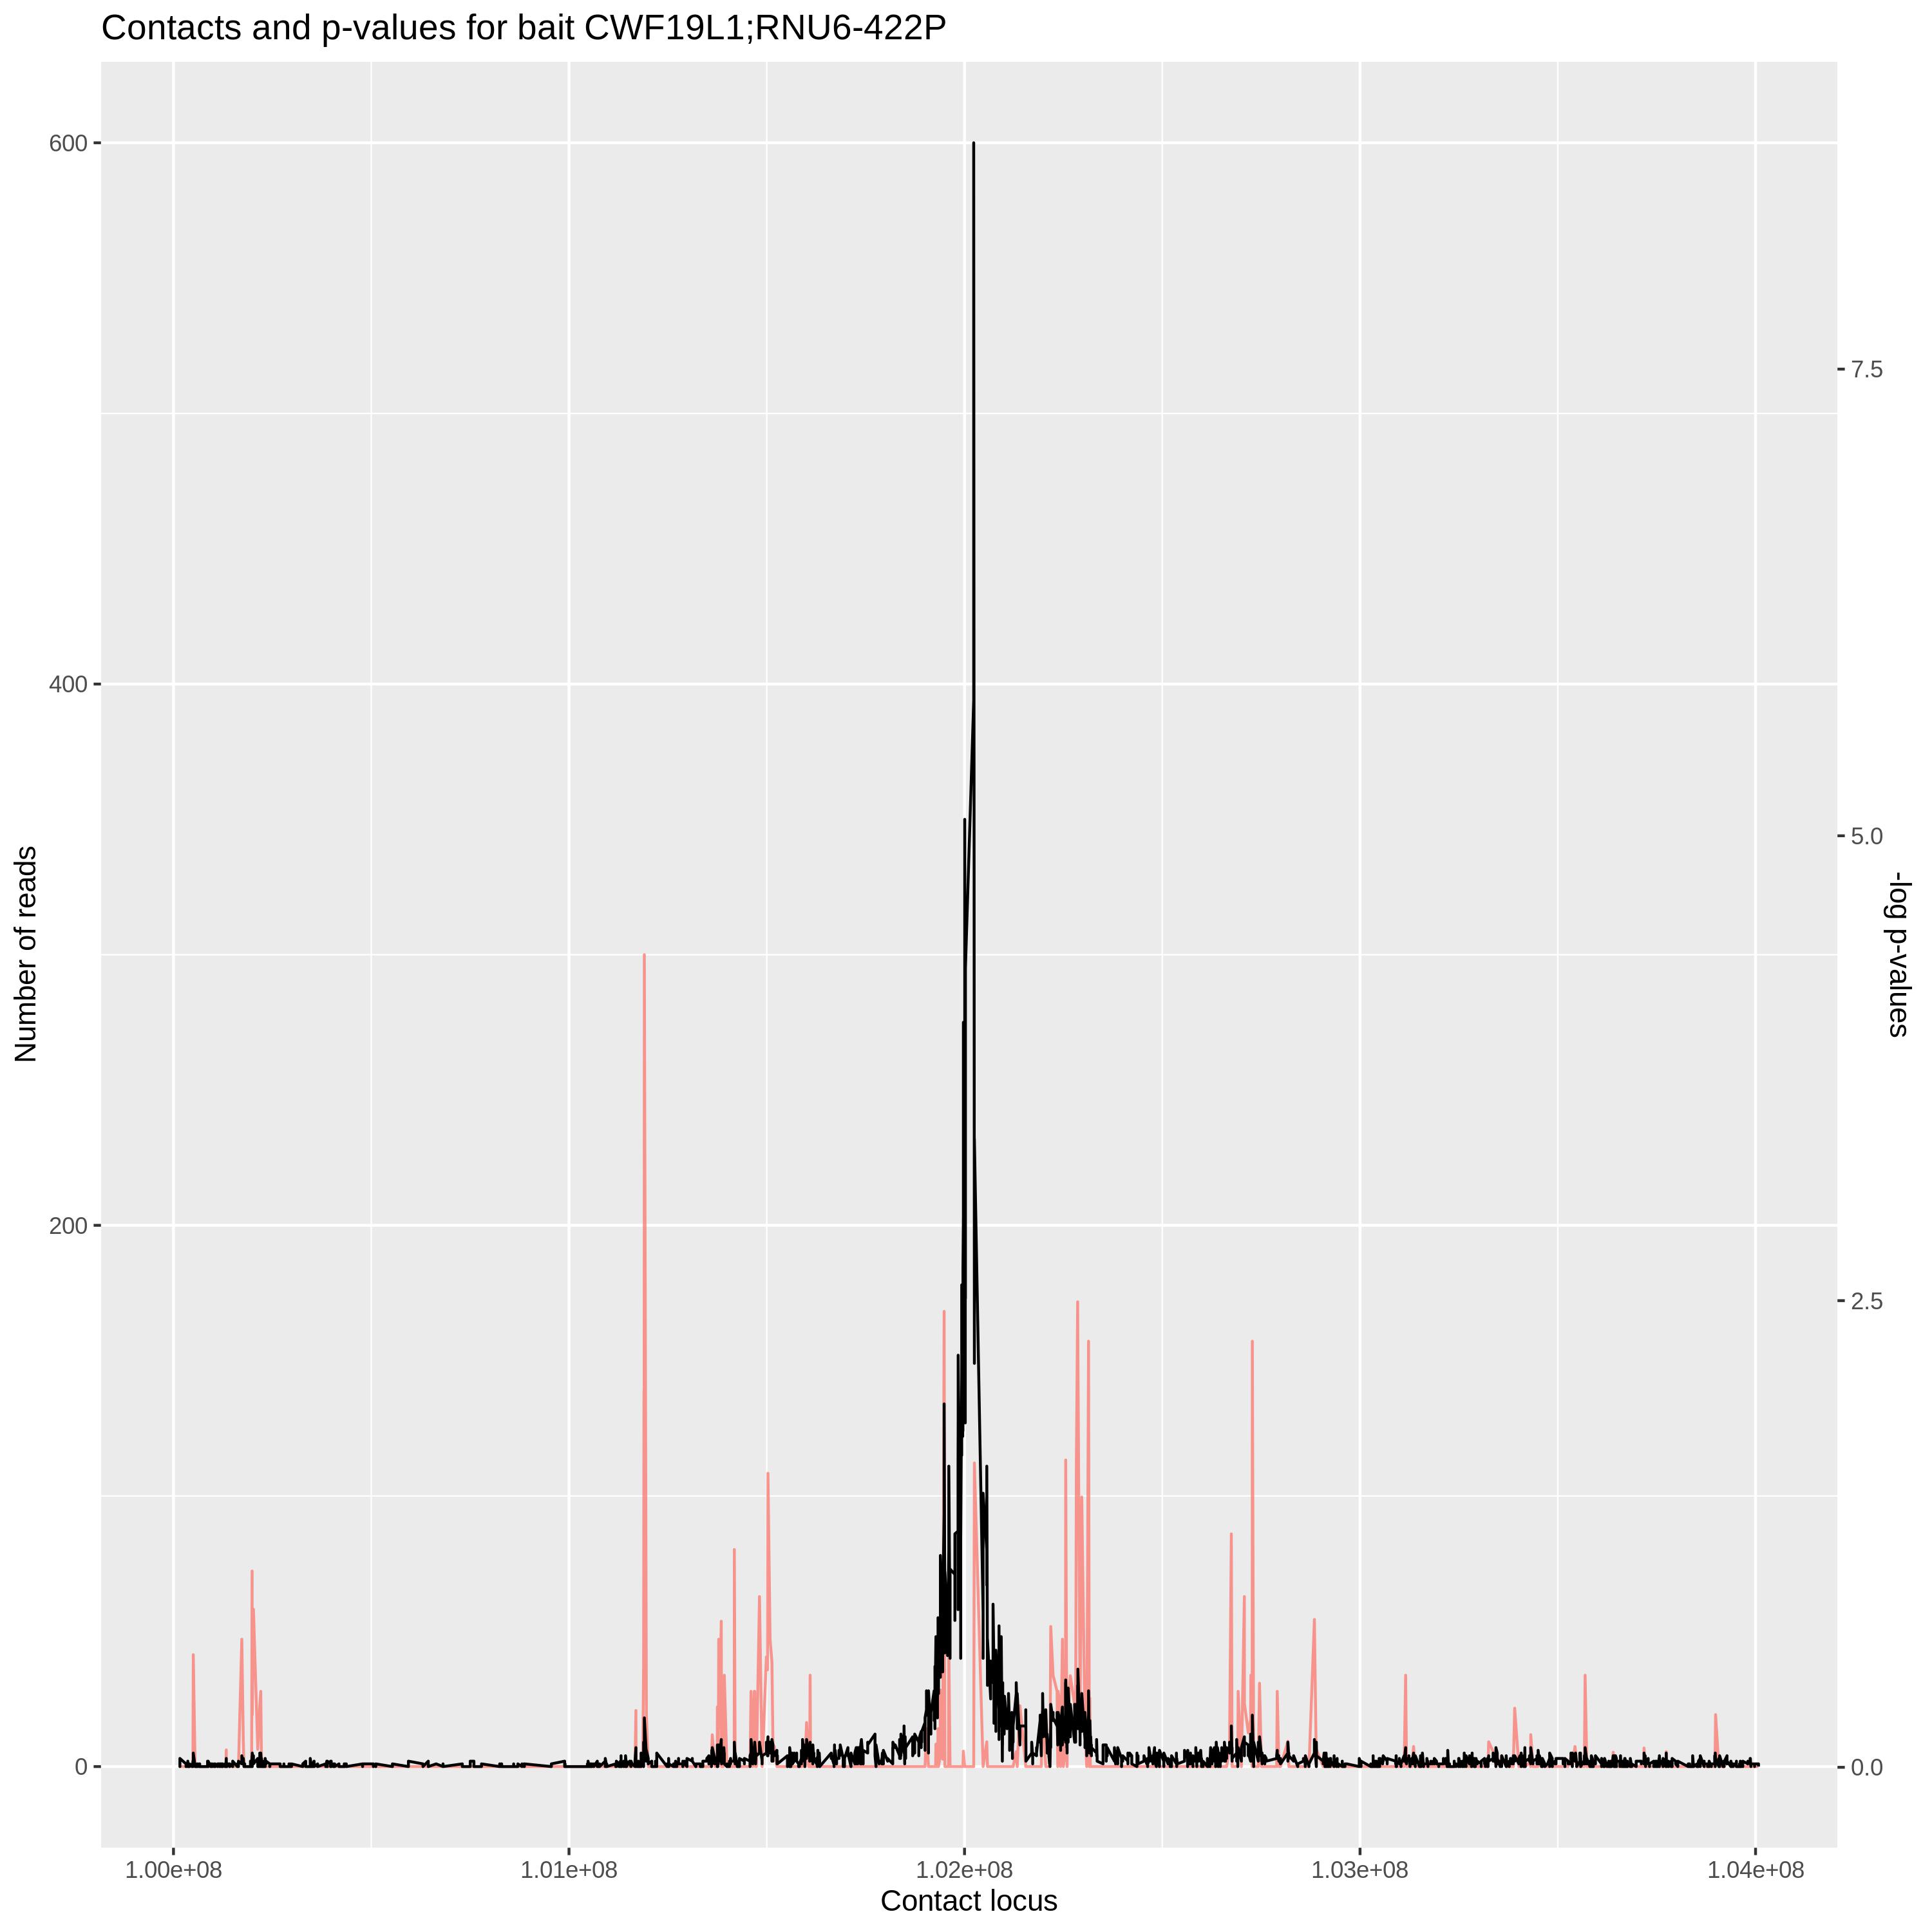 Contacts and p-values for bait CWF19L1;RNU6-422P
600
400
200
0
Number of reads
7.5
5.0
2.5
0.0
-log p-values
1.00e+08
1.01e+08
1.02e+08
1.03e+08
1.04e+08
Contact locus